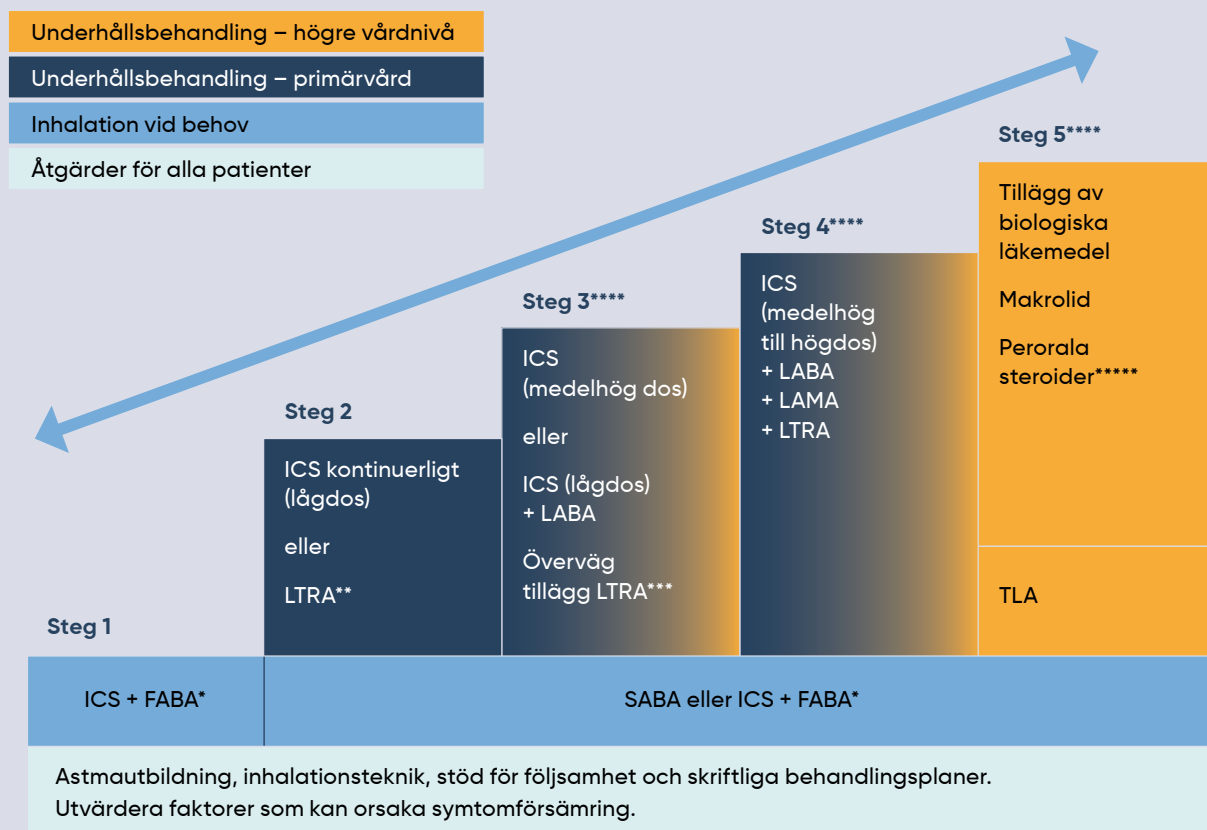 Underhållsbehandling – högre vårdnivå
Underhållsbehandling – primärvård
Inhalation vid behov
Åtgärder för alla patienter
Steg 1
ICS + FABA*
Steg 2
ICS kontinuerligt
(lågdos)
eller
LTRA**
Steg 3****
ICS
(medelhög dos)
eller
ICS (lågdos)
+ LABA
Överväg
tillägg LTRA***
Steg 4****
ICS
(medelhög
till högdos)
+ LABA
+ LAMA
+ LTRA
Steg 5****
Tillägg av
biologiska
läkemedel
Makrolid
Perorala
steroider*****
TLA
SABA eller ICS + FABA*
Astmautbildning, inhalationsteknik, stöd för följsamhet och skriftliga behandlingsplaner.
Utvärdera faktorer som kan orsaka symtomförsämring.